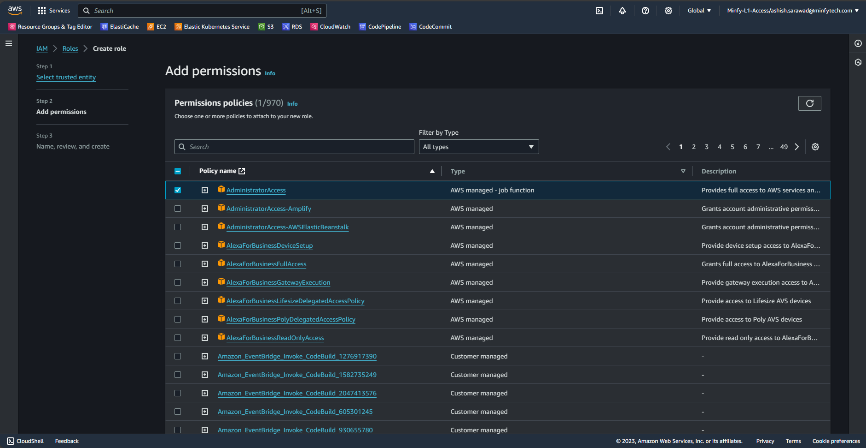 aws Services Search [Alt+S] Global Minfy-L1-AccessAshish.sarawad@minfytech.com
Resource Groups & Tag Editor ElastiCache EC2 Elastic Kubernetes Service S3 RDS CloudWatch CodePipeline CodeCommit
IAM > Roles > Create role
Step 1
Select trusted entity
Step 2
Add permissions
Step 3
Name, review, and create
Add permissions Info
Permissions policies (1/970) Info
Choose one or more policies to attach to your new role.
Filter by Type
Search All types 1 2 3 4 5 6 7 ... 49
Policy name Type Description
AdministratorAccess AWS managed - job function Provides full access to AWS services an...
AdministratorAccess-Amplify AWS managed Grants account administrative permiss...
AdministratorAccess-AWSElasticBeanstalk AWS managed Grants account administrative permiss...
AlexaForBusinessDeviceSetup AWS managed Provide device setup access to AlexaFo...
AlexaForBusinessFullAccess AWS managed Grants full access to AlexaForBusiness ...
AlexaForBusinessGatewayExecution AWS managed Provide gateway execution access to A...
AlexaForBusinessLifesizeDelegatedAccessPolicy AWS managed Provide access to Lifesize AVS devices
AlexaForBusinessPolyDelegatedAccessPolicy AWS managed Provide access to Poly AVS devices
AlexaForBusinessReadOnlyAccess AWS managed Provide read only access to AlexaForB...
Amazon_EventBridge_Invoke_CodeBuild_1276917390 Customer managed -
Amazon_EventBridge_Invoke_CodeBuild_1582735249 Customer managed -
Amazon_EventBridge_Invoke_CodeBuild_2047413576 Customer managed -
Amazon_EventBridge_Invoke_CodeBuild_605301245 Customer managed -
Amazon_EventBridge_Invoke_CodeBuild_930655780 Customer managed -
CloudShell Feedback © 2023, Amazon Web Services, Inc. or its affiliates. Privacy Terms Cookie preferences